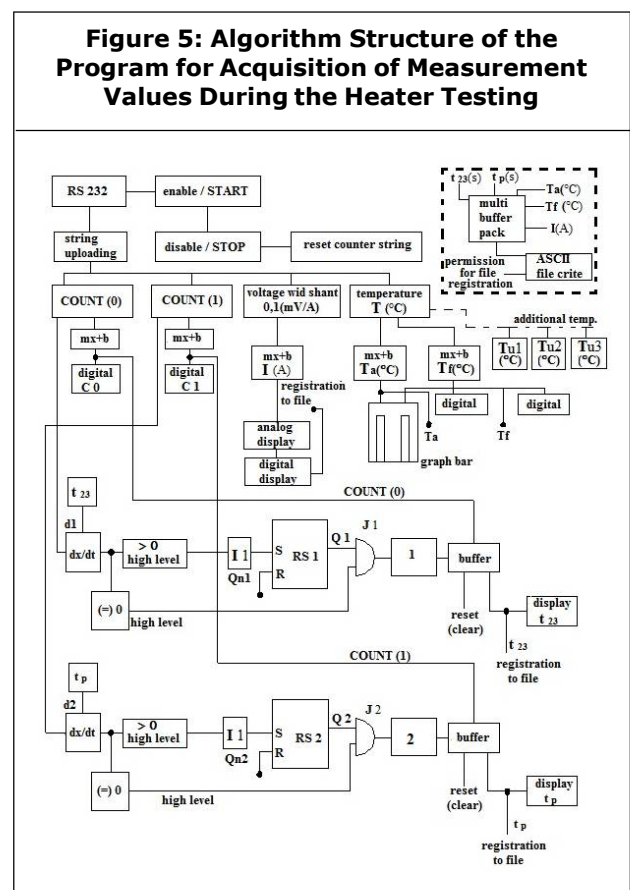 Figure 5: Algorithm Structure of the
Program for Acquisition of Measurement
Values During the Heater Testing
t 23(s)
t p(s)
multi
buffer
pack
Ta(°C)
Tf (°C)
I(A)
permission
for file
registration
ASCII
file crite
RS 232
enable / START
string
uploading
disable / STOP
reset counter string
COUNT (0)
COUNT (1)
voltage wid shant
0,1(mV/A)
temperature
T (°C)
additional temp.
mx+b
mx+b
mx+b
I (A)
mx+b
Ta(°C)
mx+b
Tf(°C)
Tu1
(°C)
Tu2
(°C)
Tu3
(°C)
digital
C 0
digital
C 1
registration
to file
digital
digital
analog
display
digital
display
Ta
Tf
graph bar
COUNT (0)
t 23
d1
dx/dt
> 0
high level
I 1
Qn1
S
R
RS 1
Q 1
J 1
1
buffer
(=) 0
high level
reset
(clear)
display
t 23
t 23
registration
to file
COUNT (1)
t p
d2
dx/dt
> 0
high level
I 1
Qn2
S
R
RS 2
Q 2
J 2
2
buffer
(=) 0
high level
reset
(clear)
display
t p
t p
registration
to file